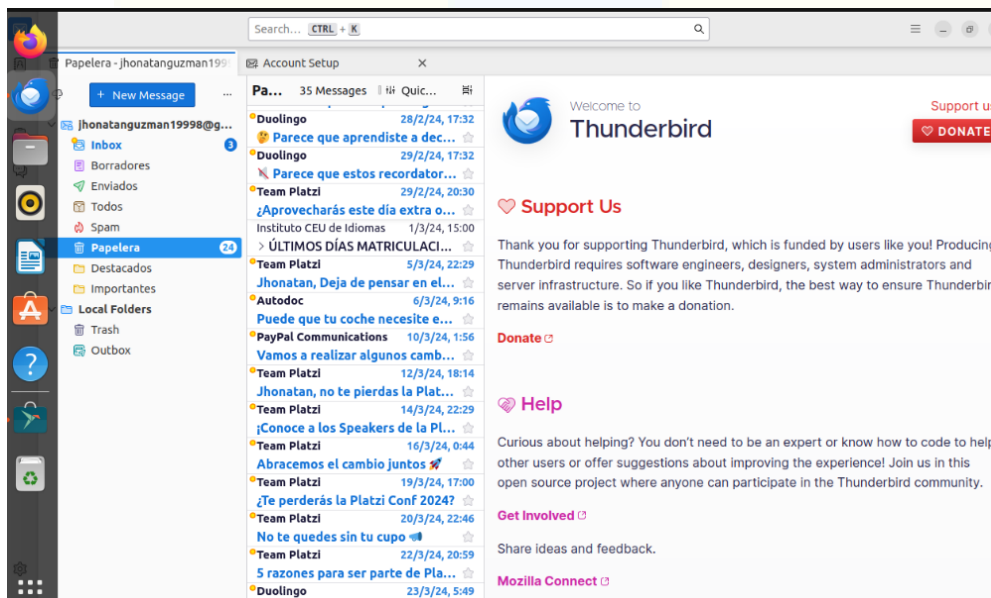 Search... CTRL + K
Papelera - jhonatanguzman199
Account Setup
+ New Message
jhonatanguzman19998@g...
Inbox 3
Borradores
Enviados
Todos
Spam
Papelera 24
Destacados
Importantes
Local Folders
Trash
Outbox
Pa... 35 Messages Quic...
Duolingo 28/2/24, 17:32
🤔 Parece que aprendiste a dec...
Duolingo 29/2/24, 17:32
Parece que estos recordator...
Team Platzi 29/2/24, 20:30
¿Aprovecharás este día extra o...
Instituto CEU de Idiomas 1/3/24, 15:00
> ÚLTIMOS DÍAS MATRICULACI...
Team Platzi 5/3/24, 22:29
Jhonatan, Deja de pensar en el...
Autodoc 6/3/24, 9:16
Puede que tu coche necesite e...
PayPal Communications 10/3/24, 1:56
Vamos a realizar algunos camb...
Team Platzi 12/3/24, 18:14
Jhonatan, no te pierdas la Plat...
Team Platzi 14/3/24, 22:29
¡Conoce a los Speakers de la Pl...
Team Platzi 16/3/24, 0:44
Abracemos el cambio juntos 🚀
Team Platzi 19/3/24, 17:00
¿Te perderás la Platzi Conf 2024?
Team Platzi 20/3/24, 22:46
No te quedes sin tu cupo 📣
Team Platzi 22/3/24, 20:59
5 razones para ser parte de Pla...
Duolingo 23/3/24, 5:49
Welcome to
Thunderbird
Support us
DONATE
Support Us
Thank you for supporting Thunderbird, which is funded by users like you! Producing
Thunderbird requires software engineers, designers, system administrators and
server infrastructure. So if you like Thunderbird, the best way to ensure Thunderbir
remains available is to make a donation.
Donate
Help
Curious about helping? You don't need to be an expert or know how to code to help
other users or offer suggestions about improving the experience! Join us in this
open source project where anyone can participate in the Thunderbird community.
Get Involved
Share ideas and feedback.
Mozilla Connect